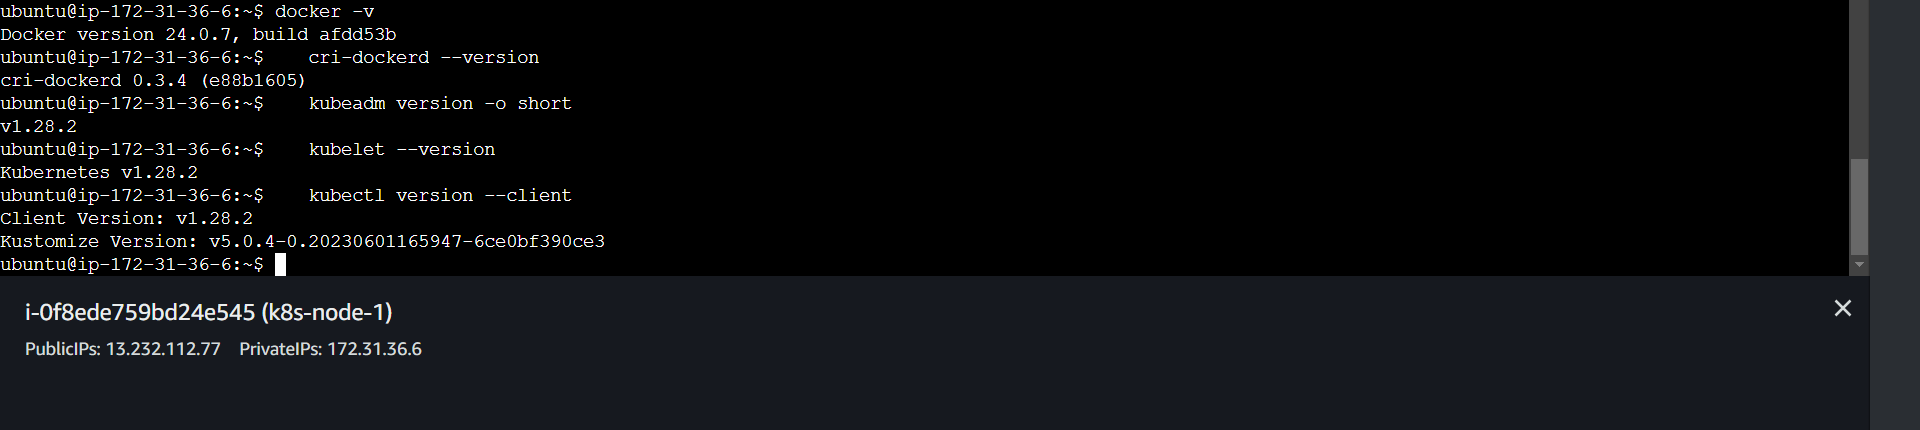 ubuntu@ip-172-31-36-6:~$ docker -v
Docker version 24.0.7, build afdd53b
ubuntu@ip-172-31-36-6:~$    cri-dockerd --version
cri-dockerd 0.3.4 (e88b1605)
ubuntu@ip-172-31-36-6:~$    kubeadm version -o short
v1.28.2
ubuntu@ip-172-31-36-6:~$    kubelet --version
Kubernetes v1.28.2
ubuntu@ip-172-31-36-6:~$    kubectl version --client
Client Version: v1.28.2
Kustomize Version: v5.0.4-0.20230601165947-6ce0bf390ce3
ubuntu@ip-172-31-36-6:~$
i-0f8ede759bd24e545 (k8s-node-1)
PublicIPs: 13.232.112.77 PrivateIPs: 172.31.36.6